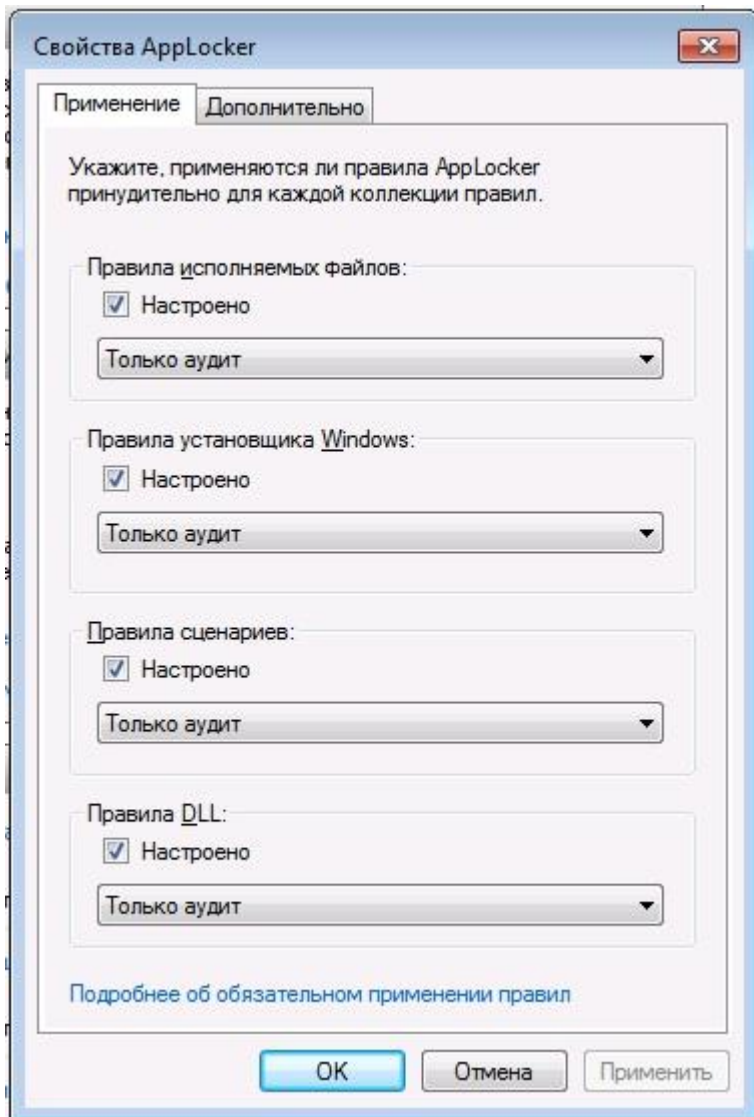 Свойства AppLocker
Применение Дополнительно
Укажите, применяются ли правила AppLocker
принудительно для каждой коллекции правил.
Правила исполняемых файлов:
Настроено
Только аудит
Правила установщика Windows:
Настроено
Только аудит
Правила сценариев:
Настроено
Только аудит
Правила DLL:
Настроено
Только аудит
Подробнее об обязательном применении правил
OK Отмена Применить